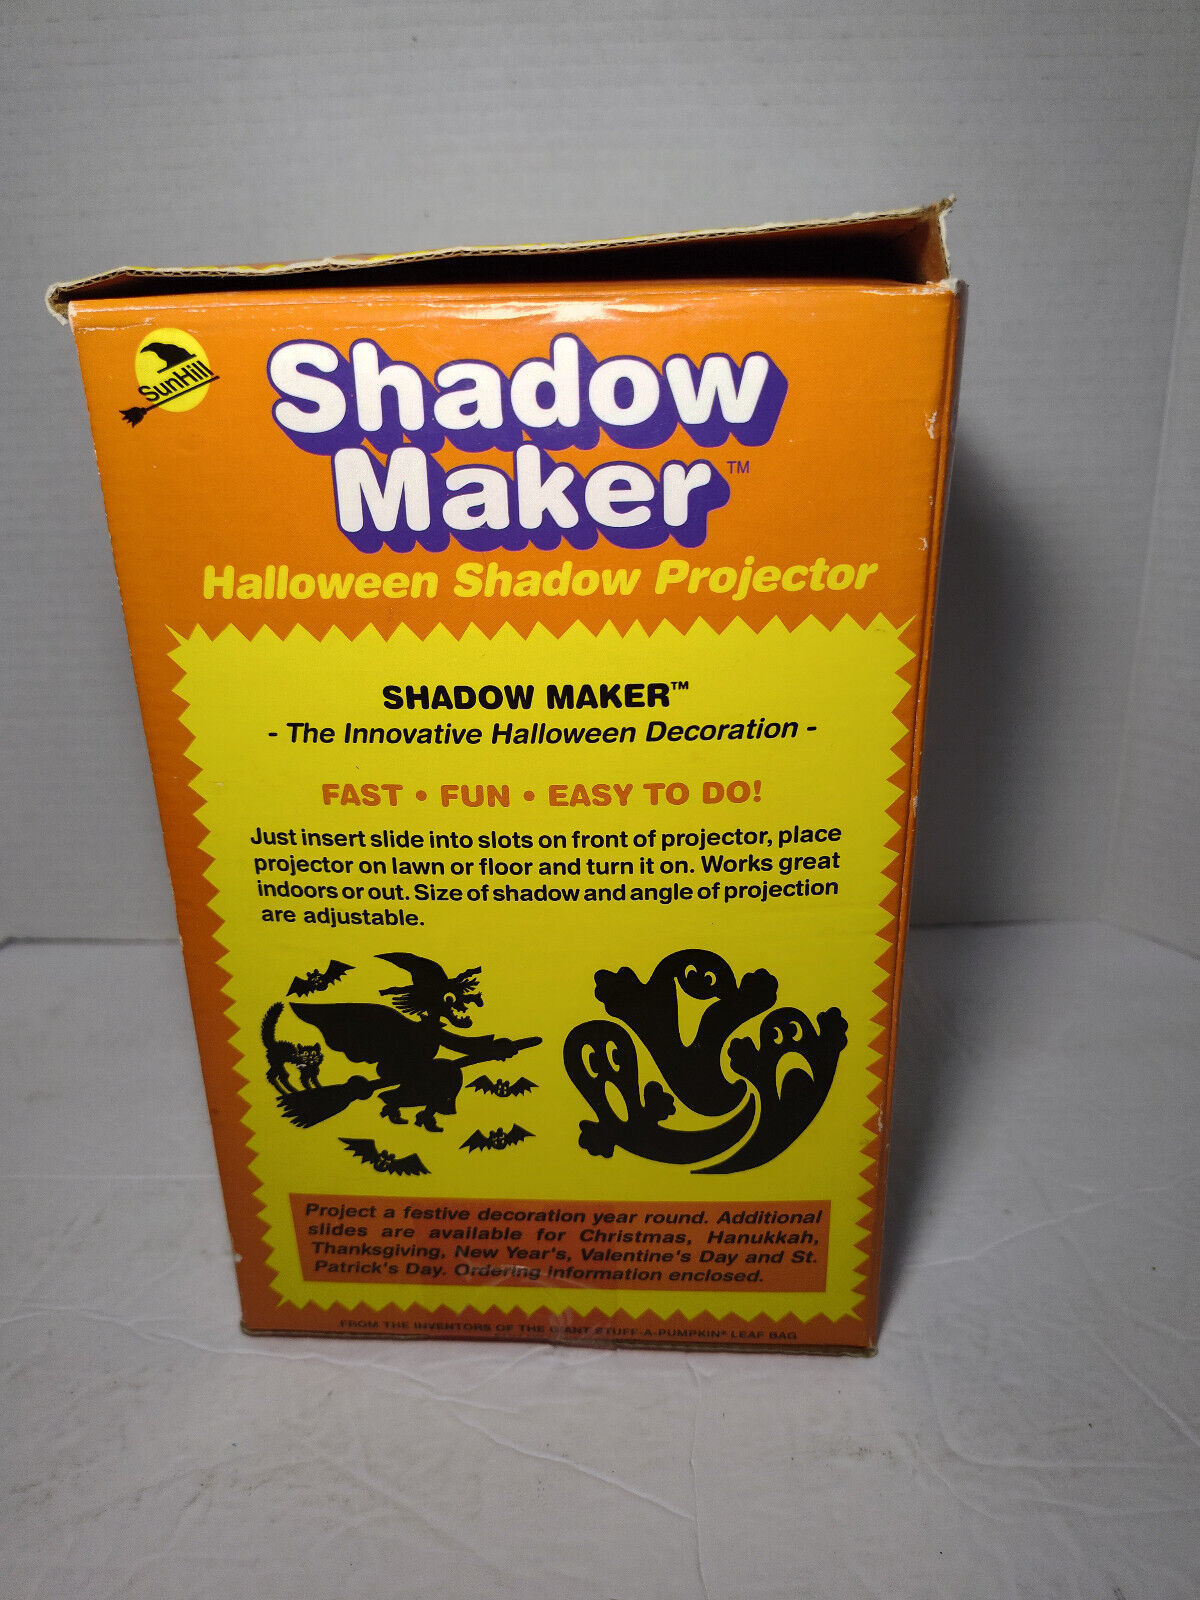 SunHill
Shadow
Maker™
Halloween Shadow Projector
SHADOW MAKER™
- The Innovative Halloween Decoration -
FAST • FUN • EASY TO DO!
Just insert slide into slots on front of projector, place
projector on lawn or floor and turn it on. Works great
indoors or out. Size of shadow and angle of projection
are adjustable.
Project a festive decoration year round. Additional
slides are available for Christmas, Hanukkah,
Thanksgiving, New Year's, Valentine's Day and St.
Patrick's Day. Ordering information enclosed.
FROM THE INVENTORS OF THE GIANT STUFF-A-PUMPKIN® LEAF BAG